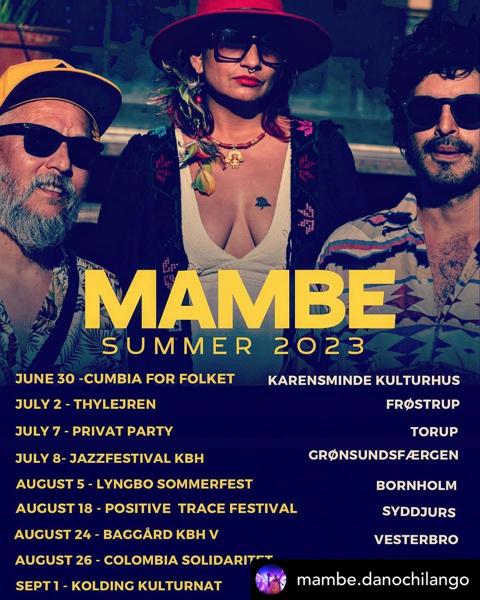 MAMBE
SUMMER 2023
JUNE 30 -CUMBIA FOR FOLKET KARENSMINDE KULTURHUS
JULY 2 - THYLEJREN FRØSTRUP
JULY 7 - PRIVAT PARTY TORUP
JULY 8- JAZZFESTIVAL KBH GRØNSUNDSFÆRGEN
AUGUST 5 - LYNGBO SOMMERFEST BORNHOLM
AUGUST 18 - POSITIVE TRACE FESTIVAL SYDDJURS
AUGUST 24 - BAGGÅRD KBH V VESTERBRO
AUGUST 26 - COLOMBIA SOLIDARITET
SEPT 1 - KOLDING KULTURNAT
mambe.danochilango